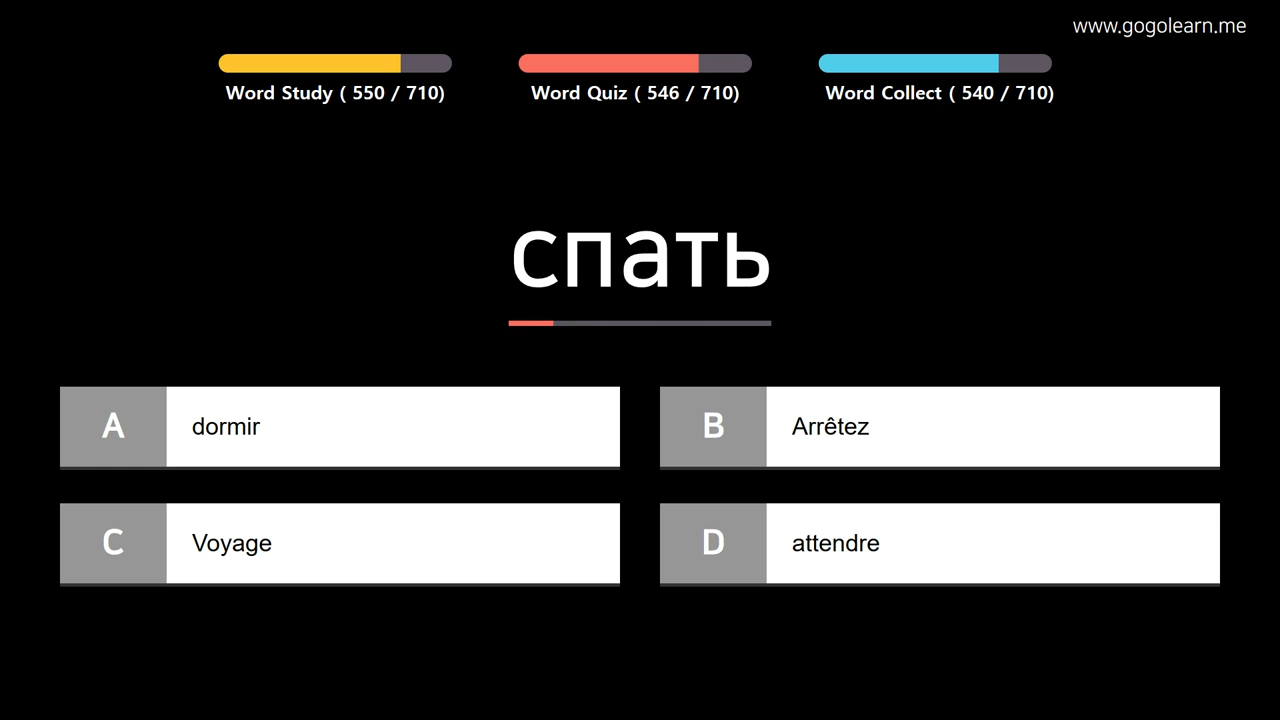 www.gogolearn.me
Word Study ( 550 / 710)
Word Quiz ( 546 / 710)
Word Collect ( 540 / 710)
спать
A dormir
B Arrêtez
C Voyage
D attendre